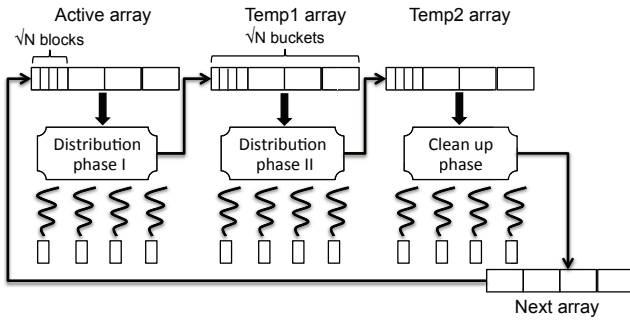 Active array
Temp1 array
Temp2 array
√N blocks
√N buckets
Distribution
phase I
Distribution
phase II
Clean up
phase
Next array